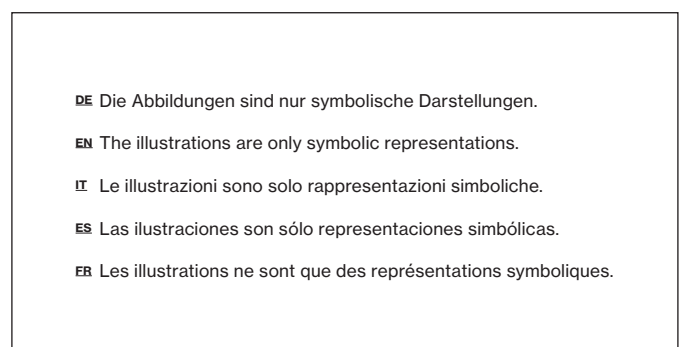 DE Die Abbildungen sind nur symbolische Darstellungen.
EN The illustrations are only symbolic representations.
IT Le illustrazioni sono solo rappresentazioni simboliche.
ES Las ilustraciones son sólo representaciones simbólicas.
FR Les illustrations ne sont que des représentations symboliques.